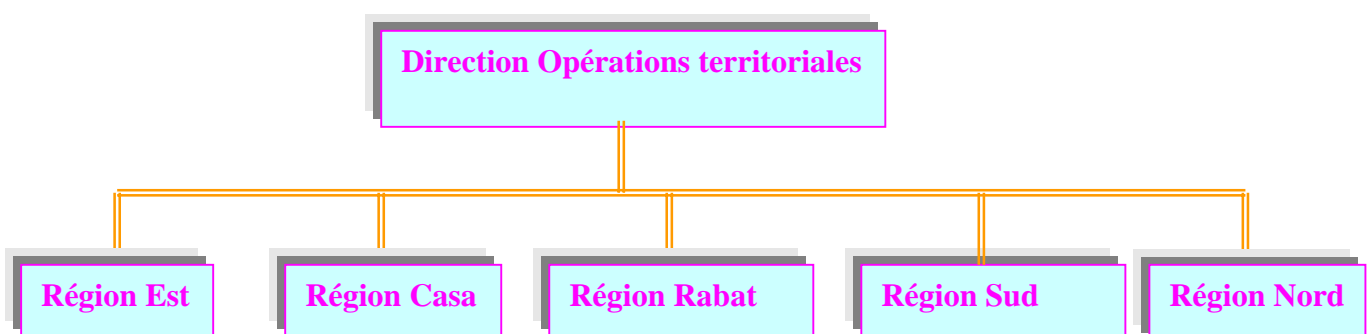 Direction Opérations territoriales
Région Est
Région Casa
Région Rabat
Région Sud
Région Nord